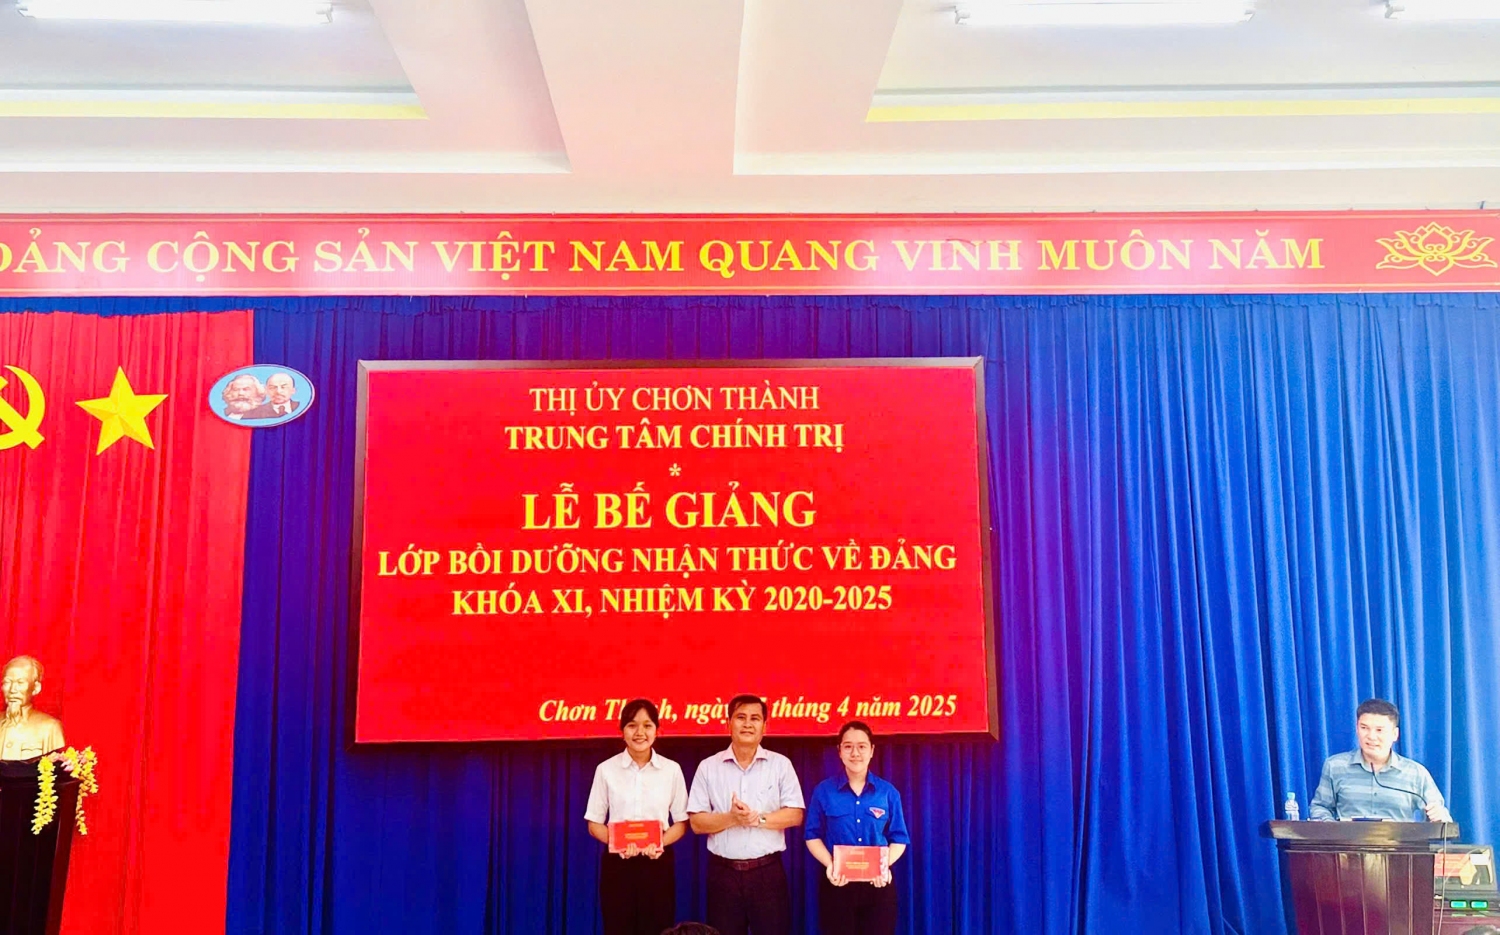 ĐẢNG CỘNG SẢN VIỆT NAM QUANG VINH MUÔN NĂM
THỊ ỦY CHƠN THÀNH
TRUNG TÂM CHÍNH TRỊ
*
LỄ BẾ GIẢNG
LỚP BỒI DƯỠNG NHẬN THỨC VỀ ĐẢNG
KHÓA XI, NHIỆM KỲ 2020-2025
Chơn Thành, ngày tháng 4 năm 2025